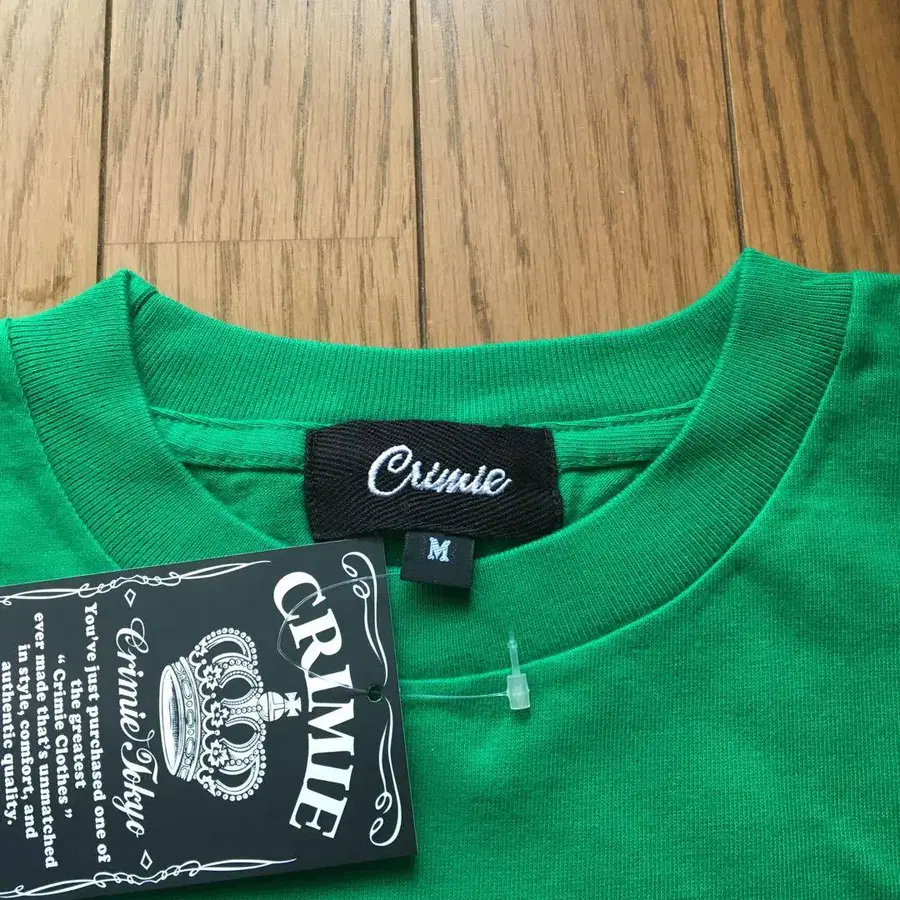 Crimie
M
CRIMIE
Crimie Tokyo
You've just purchased one of
the greatest
" Crimie Clothes "
ever made that's unmatched
in style, comfort, and
authentic quality.